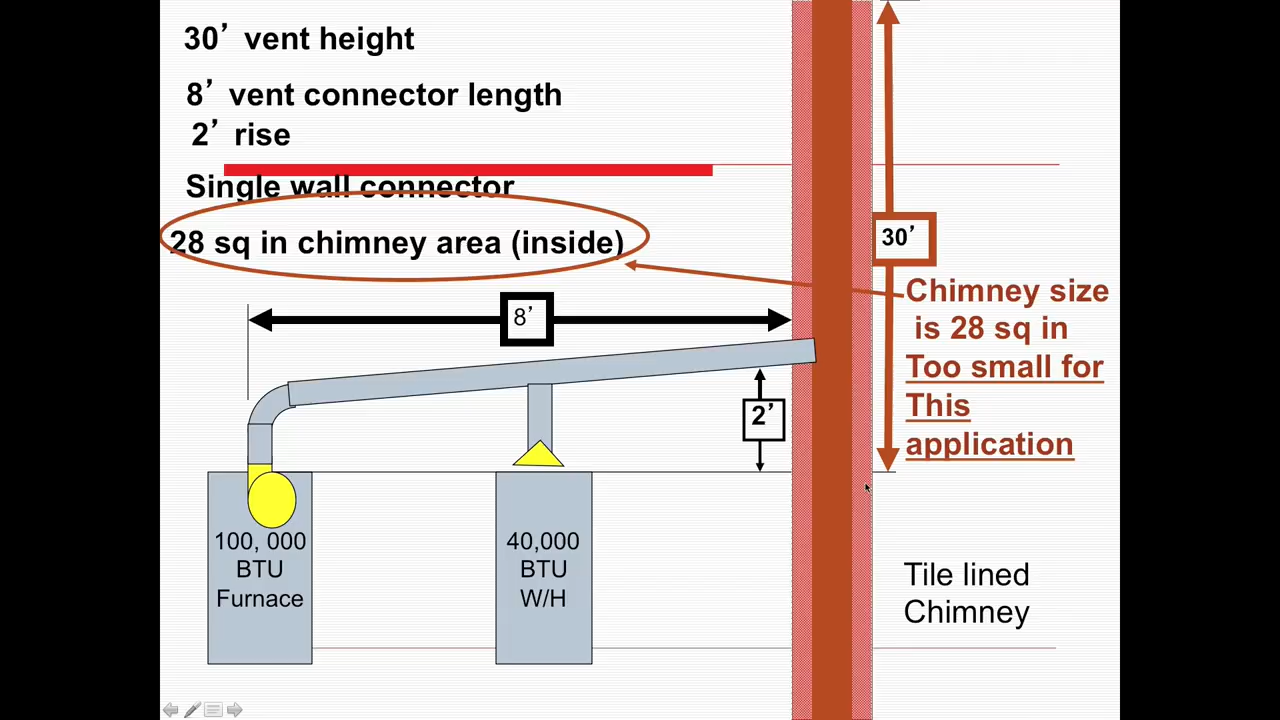 30’ vent height
8’ vent connector length
2’ rise
Single wall connector
28 sq in chimney area (inside)
30’
Chimney size
is 28 sq in
Too small for
This
application
8’
2’
100, 000
BTU
Furnace
40,000
BTU
W/H
Tile lined
Chimney